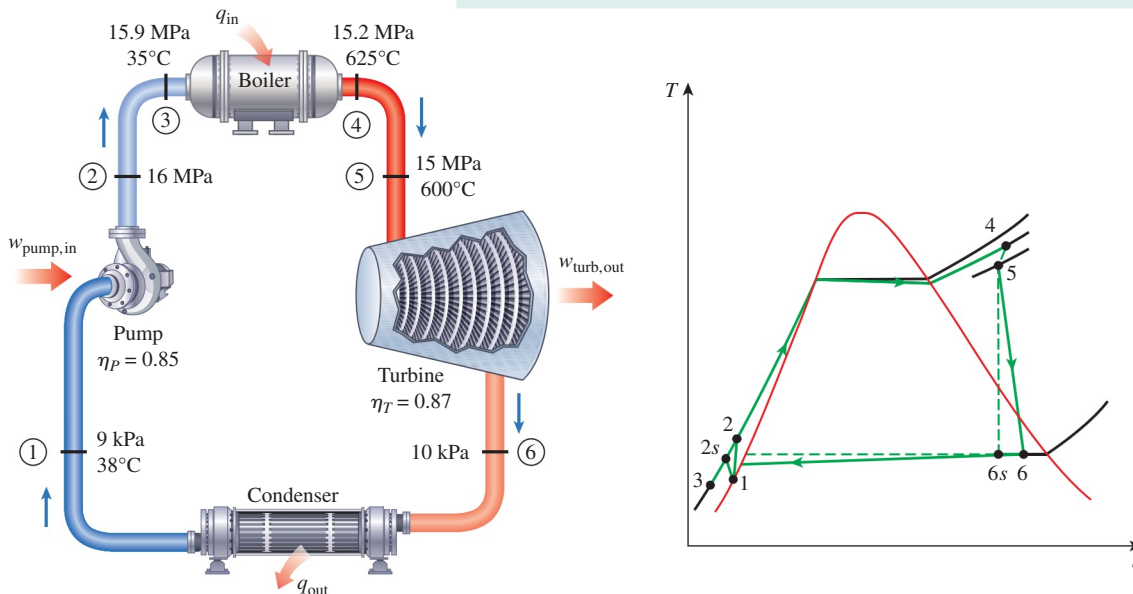 q_in
15.9 MPa
35°C
15.2 MPa
625°C
Boiler
3
4
2
16 MPa
5
15 MPa
600°C
w_pump,in
w_turb,out
Pump
η_P = 0.85
Turbine
η_T = 0.87
1
9 kPa
38°C
10 kPa
6
Condenser
q_out
T
4
5
2
2s
3
1
6s
6